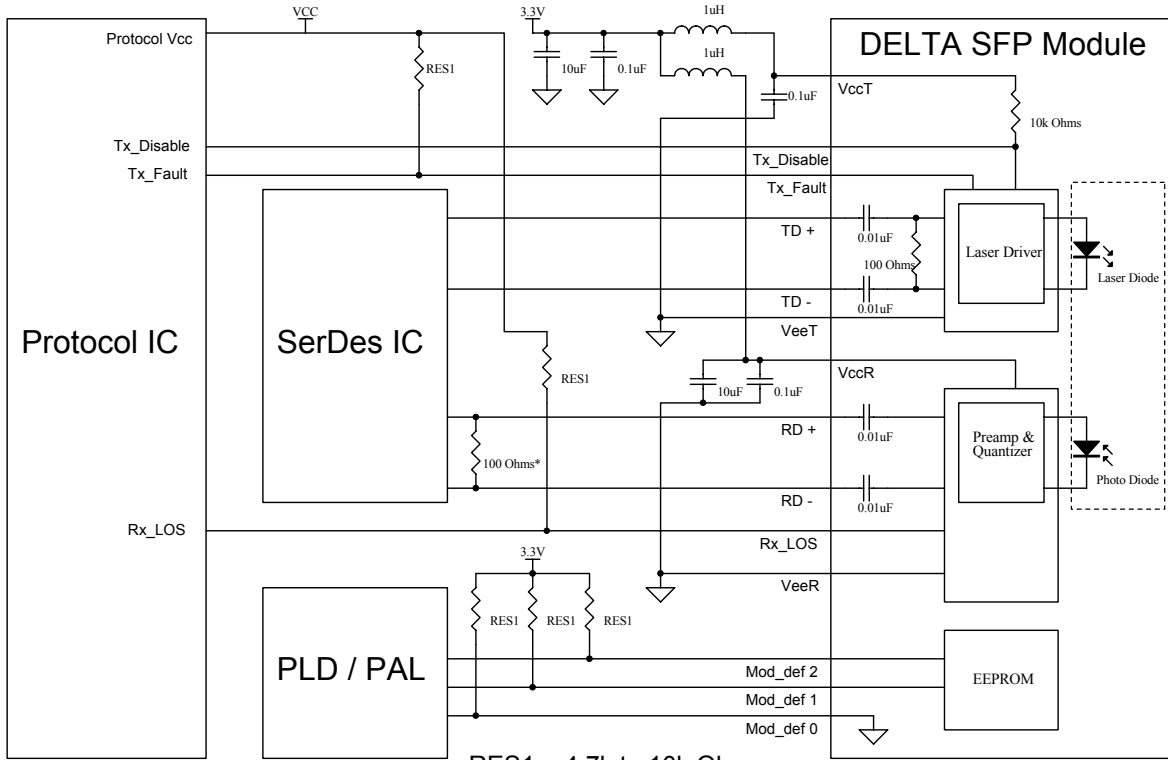 VCC
3.3V
1uH
Protocol Vcc
DELTA SFP Module
RES1
10uF
0.1uF
1uH
0.1uF
VccT
10k Ohms
Tx_Disable
Tx_Disable
Tx_Fault
Tx_Fault
TD +
0.01uF
Laser Driver
100 Ohms
Laser Diode
TD -
0.01uF
VeeT
Protocol IC
SerDes IC
RES1
VccR
10uF
0.1uF
RD +
0.01uF
Preamp &
Quantizer
100 Ohms*
Photo Diode
RD -
0.01uF
Rx_LOS
Rx_LOS
3.3V
VeeR
RES1
RES1
RES1
PLD / PAL
Mod_def 2
EEPROM
Mod_def 1
Mod_def 0